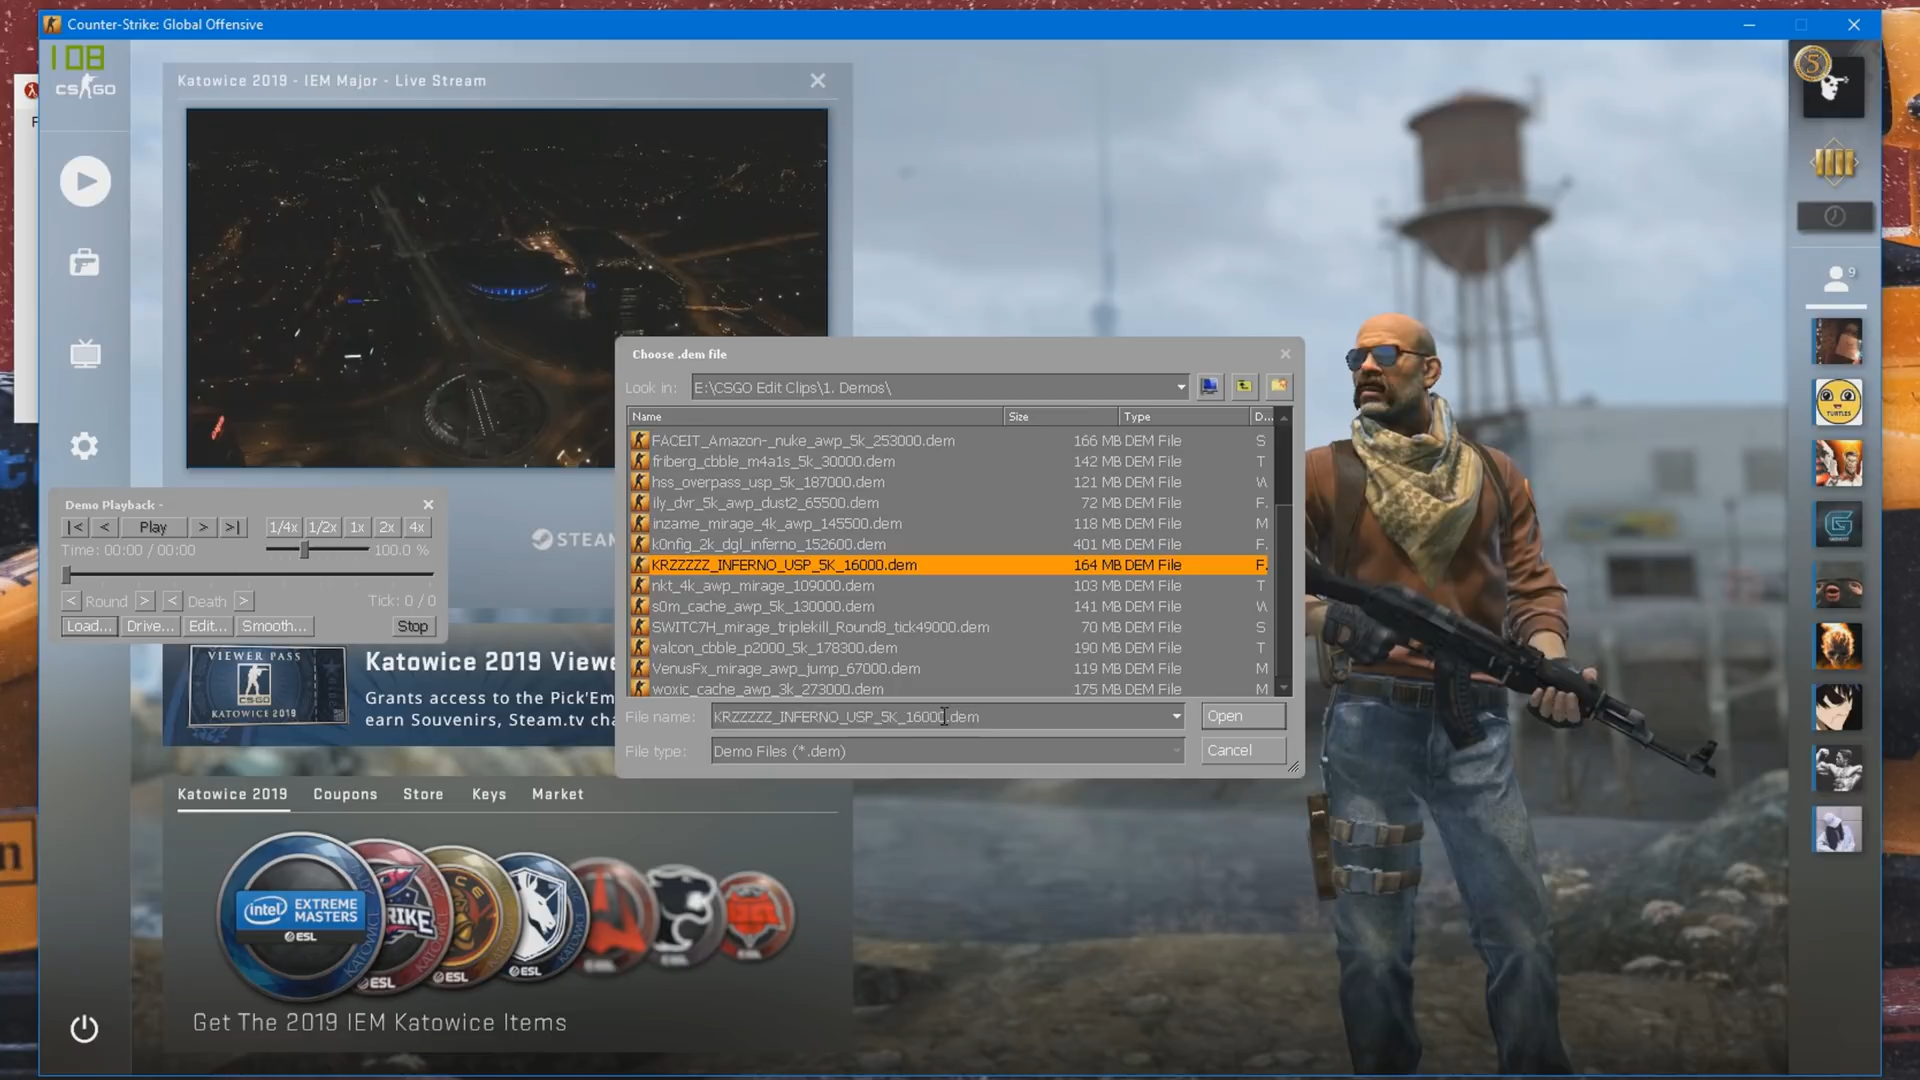 Counter-Strike: Global Offensive
108
CS GO
Katowice 2019 - IEM Major - Live Stream
5
9
STEAM
Choose .dem file
Look in: E:\CSGO Edit Clips\1. Demos\
Name Size Type D...
FACEIT_Amazon-_nuke_awp_5k_253000.dem 166 MB DEM File S
friberg_cbble_m4a1s_5k_30000.dem 142 MB DEM File T
hss_overpass_usp_5k_187000.dem 121 MB DEM File W
ily_dvr_5k_awp_dust2_65500.dem 72 MB DEM File F.
inzame_mirage_4k_awp_145500.dem 118 MB DEM File M
k0nfig_2k_dgl_inferno_152600.dem 401 MB DEM File F.
KRZZZZZ_INFERNO_USP_5K_16000.dem 164 MB DEM File F.
nkt_4k_awp_mirage_109000.dem 103 MB DEM File T
s0m_cache_awp_5k_130000.dem 141 MB DEM File W
SWITC7H_mirage_triplekill_Round8_tick49000.dem 70 MB DEM File S
valcon_cbble_p2000_5k_178300.dem 190 MB DEM File T
VenusFx_mirage_awp_jump_67000.dem 119 MB DEM File M
woxic_cache_awp_3k_273000.dem 175 MB DEM File M
File name: KRZZZZZ_INFERNO_USP_5K_16000.dem Open
File type: Demo Files (*.dem) Cancel
Demo Playback -
|< < Play > >| 1/4x 1/2x 1x 2x 4x
Time: 00:00 / 00:00 100.0 %
< Round > < Death > Tick: 0 / 0
Load... Drive... Edit... Smooth... Stop
VIEWER PASS
CS GO
KATOWICE 2019
Katowice 2019 Viewe
Grants access to the Pick'Em
earn Souvenirs, Steam.tv cha
Katowice 2019 Coupons Store Keys Market
intel EXTREME MASTERS
ESL
RIKE
ESL
ESL
ESL
Get The 2019 IEM Katowice Items
TURTLES
n